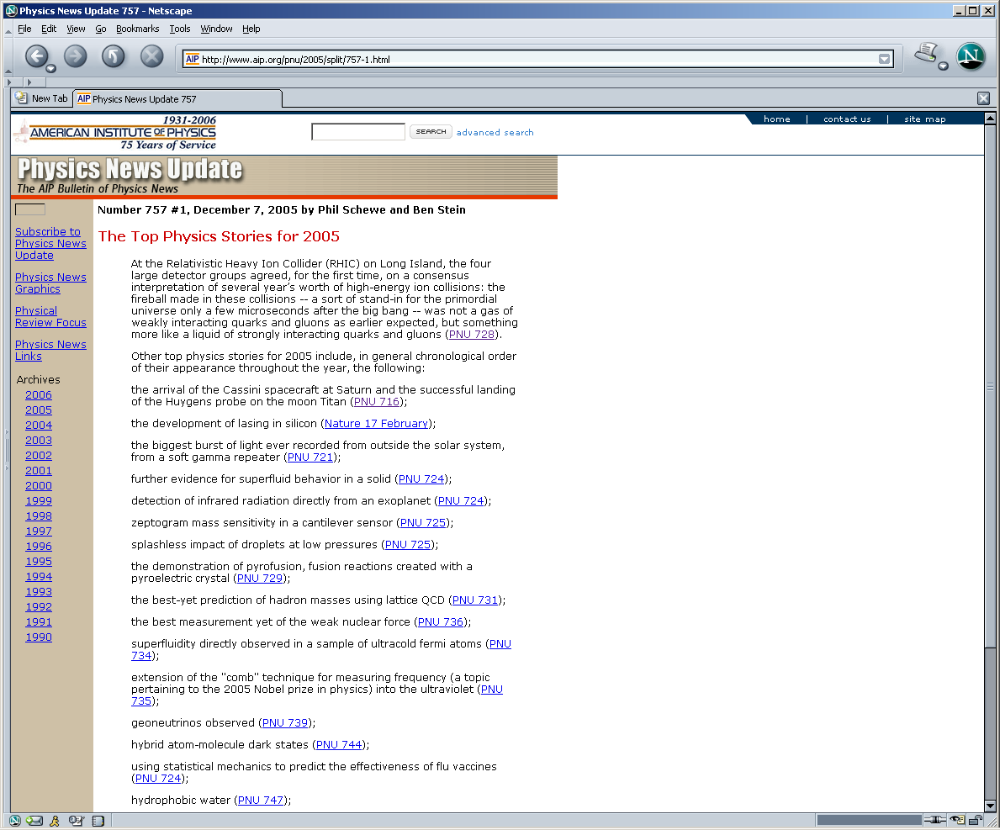 Physics News Update 757 - Netscape
File Edit View Go Bookmarks Tools Window Help
AIP http://www.aip.org/pnu/2005/split/757-1.html
N
New Tab AIP Physics News Update 757
home | contact us | site map
1931-2006
AMERICAN INSTITUTE OF PHYSICS
75 Years of Service
SEARCH advanced search
Physics News Update
The AIP Bulletin of Physics News
Subscribe to
Physics News
Update
Physics News
Graphics
Physical
Review Focus
Physics News
Links
Archives
2006
2005
2004
2003
2002
2001
2000
1999
1998
1997
1996
1995
1994
1993
1992
1991
1990
Number 757 #1, December 7, 2005 by Phil Schewe and Ben Stein
The Top Physics Stories for 2005
At the Relativistic Heavy Ion Collider (RHIC) on Long Island, the four
large detector groups agreed, for the first time, on a consensus
interpretation of several year’s worth of high-energy ion collisions: the
fireball made in these collisions -- a sort of stand-in for the primordial
universe only a few microseconds after the big bang -- was not a gas of
weakly interacting quarks and gluons as earlier expected, but something
more like a liquid of strongly interacting quarks and gluons (PNU 728).
Other top physics stories for 2005 include, in general chronological order
of their appearance throughout the year, the following:
the arrival of the Cassini spacecraft at Saturn and the successful landing
of the Huygens probe on the moon Titan (PNU 716);
the development of lasing in silicon (Nature 17 February);
the biggest burst of light ever recorded from outside the solar system,
from a soft gamma repeater (PNU 721);
further evidence for superfluid behavior in a solid (PNU 724);
detection of infrared radiation directly from an exoplanet (PNU 724);
zeptogram mass sensitivity in a cantilever sensor (PNU 725);
splashless impact of droplets at low pressures (PNU 725);
the demonstration of pyrofusion, fusion reactions created with a
pyroelectric crystal (PNU 729);
the best-yet prediction of hadron masses using lattice QCD (PNU 731);
the best measurement yet of the weak nuclear force (PNU 736);
superfluidity directly observed in a sample of ultracold fermi atoms (PNU
734);
extension of the "comb" technique for measuring frequency (a topic
pertaining to the 2005 Nobel prize in physics) into the ultraviolet (PNU
735);
geoneutrinos observed (PNU 739);
hybrid atom-molecule dark states (PNU 744);
using statistical mechanics to predict the effectiveness of flu vaccines
(PNU 724);
hydrophobic water (PNU 747);